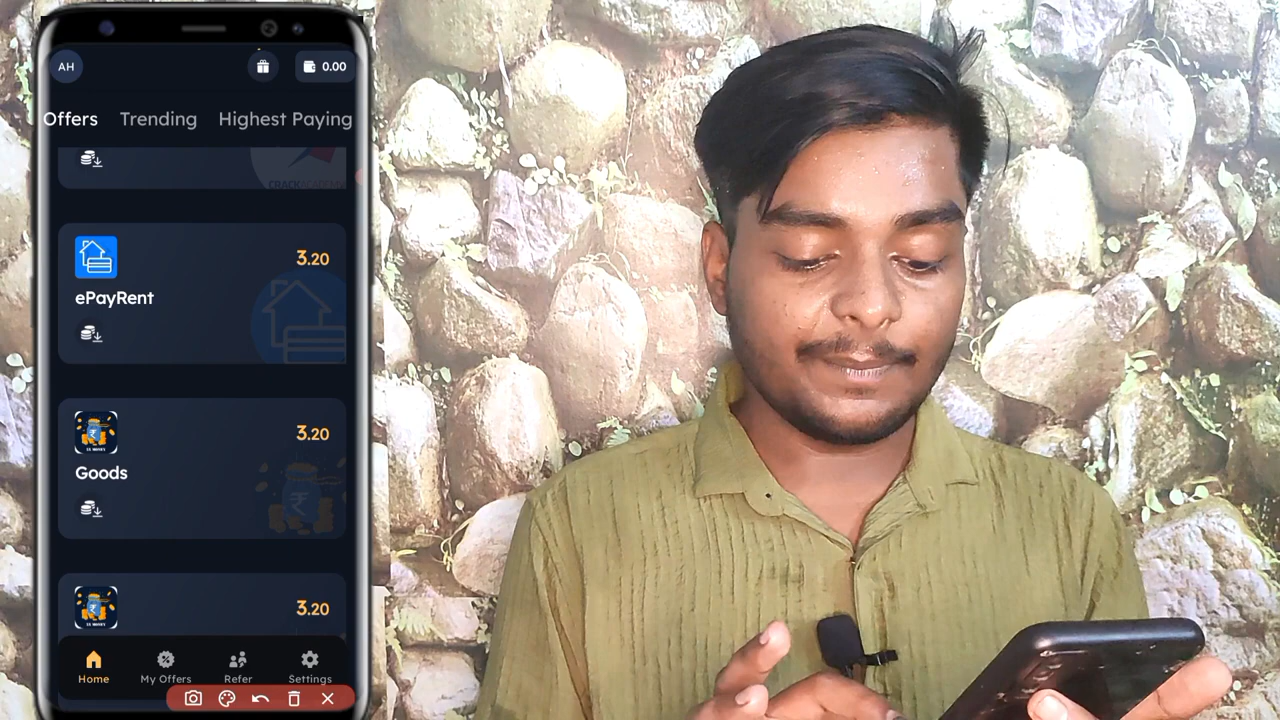 AH
0.00
Offers Trending Highest Paying
CRACKACADEMY
3.20
ePayRent
3.20
Goods
3.20
Home My Offers Refer Settings